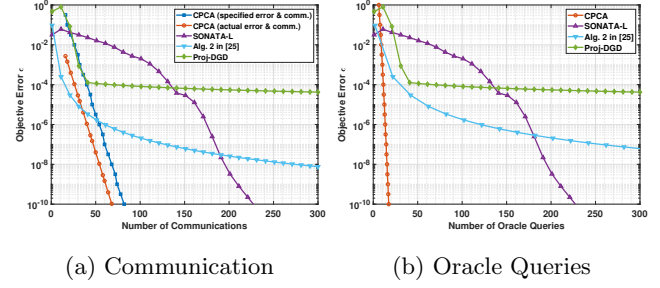 Objective Error ϵ
10^0
10^-2
10^-4
10^-6
10^-8
10^-10
0
50
100
150
200
250
300
Number of Communications
CPCA (specified error & comm.)
CPCA (actual error & comm.)
SONATA-L
Alg. 2 in [25]
Proj-DGD
(a) Communication
Objective Error ϵ
10^0
10^-2
10^-4
10^-6
10^-8
10^-10
0
50
100
150
200
250
300
Number of Oracle Queries
CPCA
SONATA-L
Alg. 2 in [25]
Proj-DGD
(b) Oracle Queries